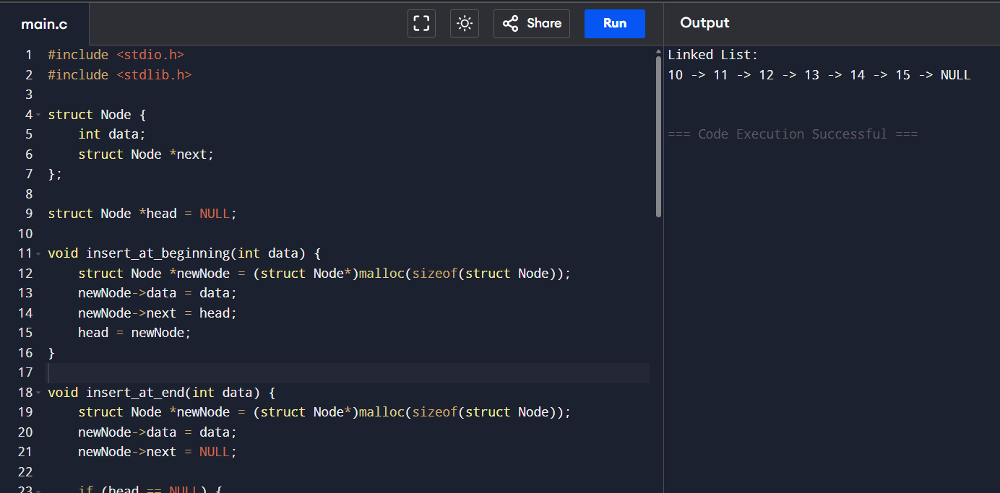 main.c
Share
Run
Output
1 #include <stdio.h>
2 #include <stdlib.h>
3
4 struct Node {
5     int data;
6     struct Node *next;
7 };
8
9 struct Node *head = NULL;
10
11 void insert_at_beginning(int data) {
12     struct Node *newNode = (struct Node*)malloc(sizeof(struct Node));
13     newNode->data = data;
14     newNode->next = head;
15     head = newNode;
16 }
17
18 void insert_at_end(int data) {
19     struct Node *newNode = (struct Node*)malloc(sizeof(struct Node));
20     newNode->data = data;
21     newNode->next = NULL;
22
23     if (head == NULL) {
Linked List:
10 -> 11 -> 12 -> 13 -> 14 -> 15 -> NULL
=== Code Execution Successful ===